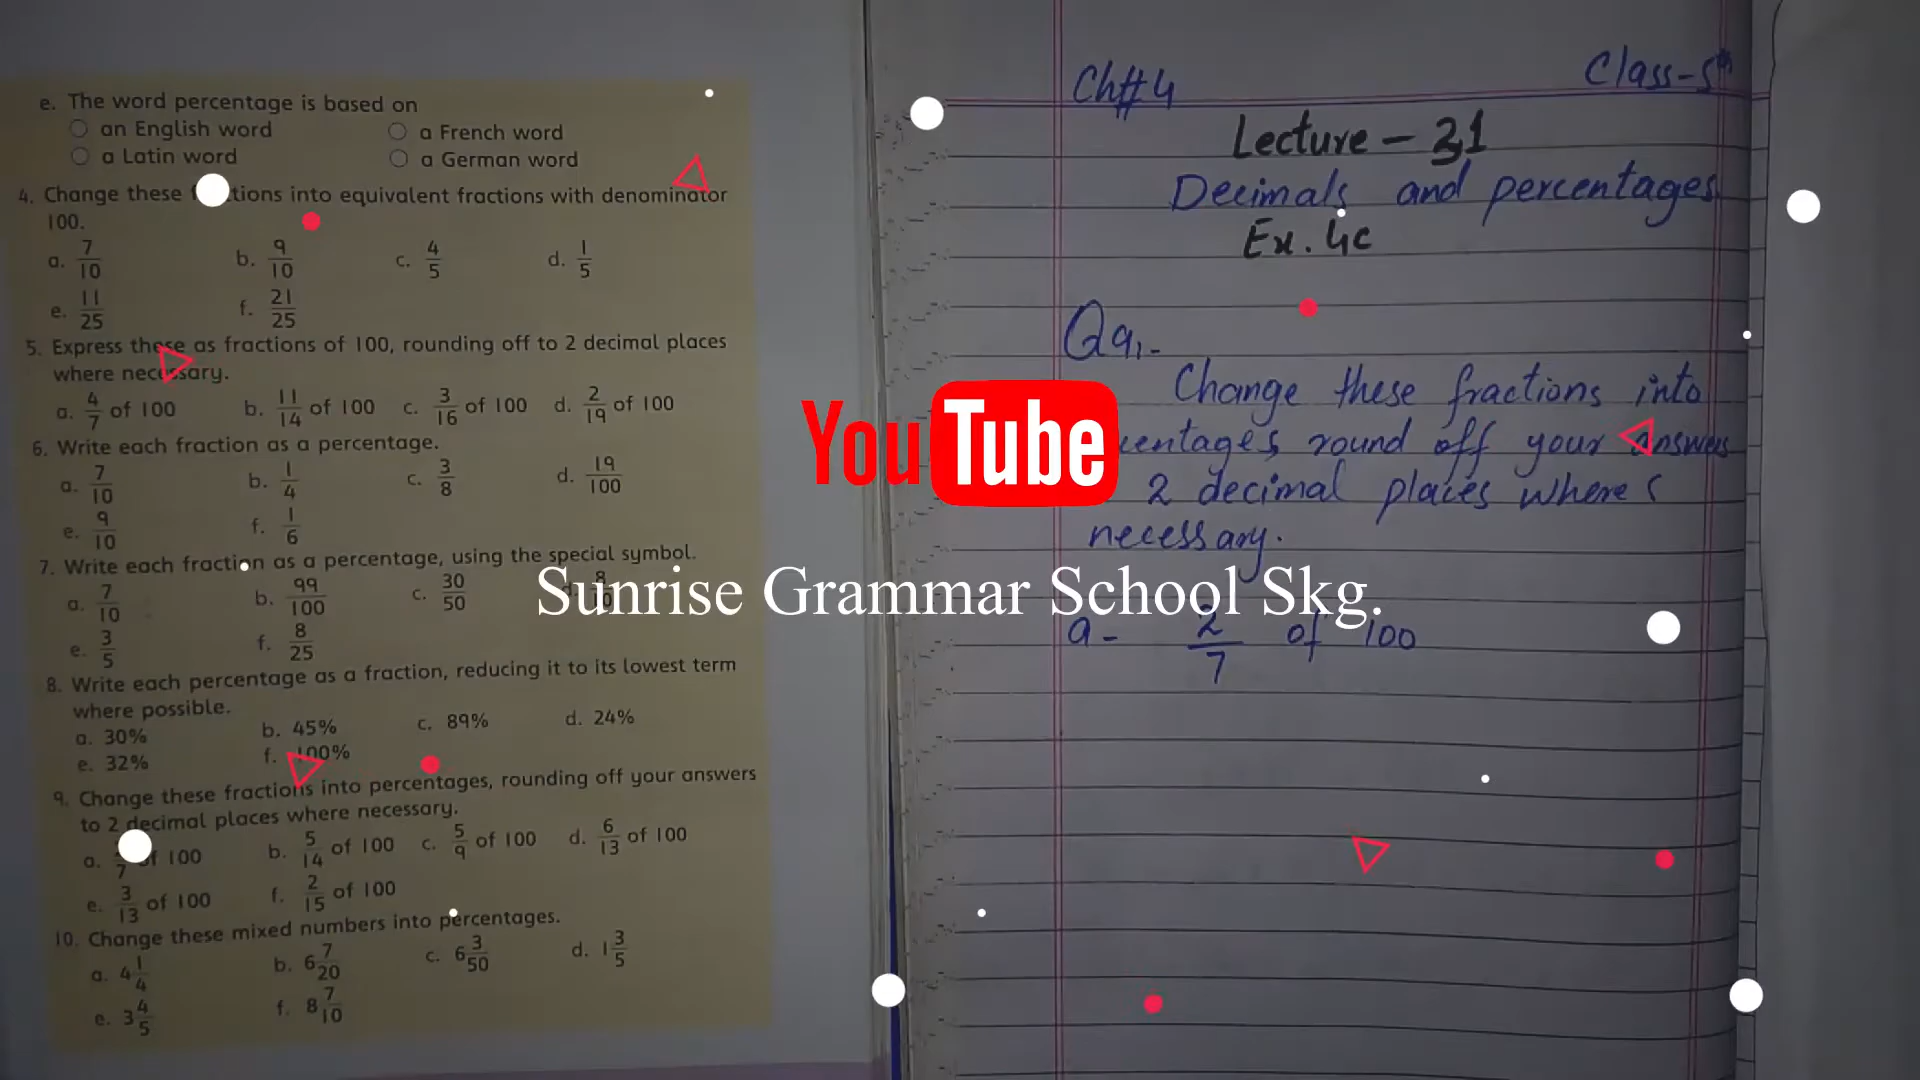 e. The word percentage is based on
an English word a French word
a Latin word a German word
4. Change these equivalent fractions with denominator
100.
a. 7/10 b. 9/10 c. 4/5 d. 1/5
e. 11/25 f. 21/25
5. Express these as fractions of 100, rounding off to 2 decimal places
where necessary.
a. 4/7 of 100 b. 11/14 of 100 c. 3/16 of 100 d. 2/19 of 100
6. Write each fraction as a percentage.
a. 7/10 b. 1/4 c. 3/8 d. 19/100
e. 9/10 f. 1/6
7. Write each fraction as a percentage, using the special symbol.
a. 7/10 b. 99/100 c. 30/50
e. 3/5 f. 8/25
8. Write each percentage as a fraction, reducing it to its lowest term
where possible.
a. 30% b. 45% c. 89% d. 24%
e. 32% f. 100%
9. Change these fractions into percentages, rounding off your answers
to 2 decimal places where necessary.
a. of 100 b. 5/14 of 100 c. 5/9 of 100 d. 6/13 of 100
e. 3/13 of 100 f. 2/15 of 100
10. Change these mixed numbers into percentages.
a. 4 1/4 b. 6 7/20 c. 6 3/50 d. 1 3/5
e. 3 4/5 f. 8 7/10
Ch#4 Class-5th
Lecture - 31
Decimals and percentages
Ex. 4c
Q9,-
Change these fractions into
round off your answers
2 decimal places where
necessary.
a- 2/7 of 100
YouTube
Sunrise Grammar School Skg.